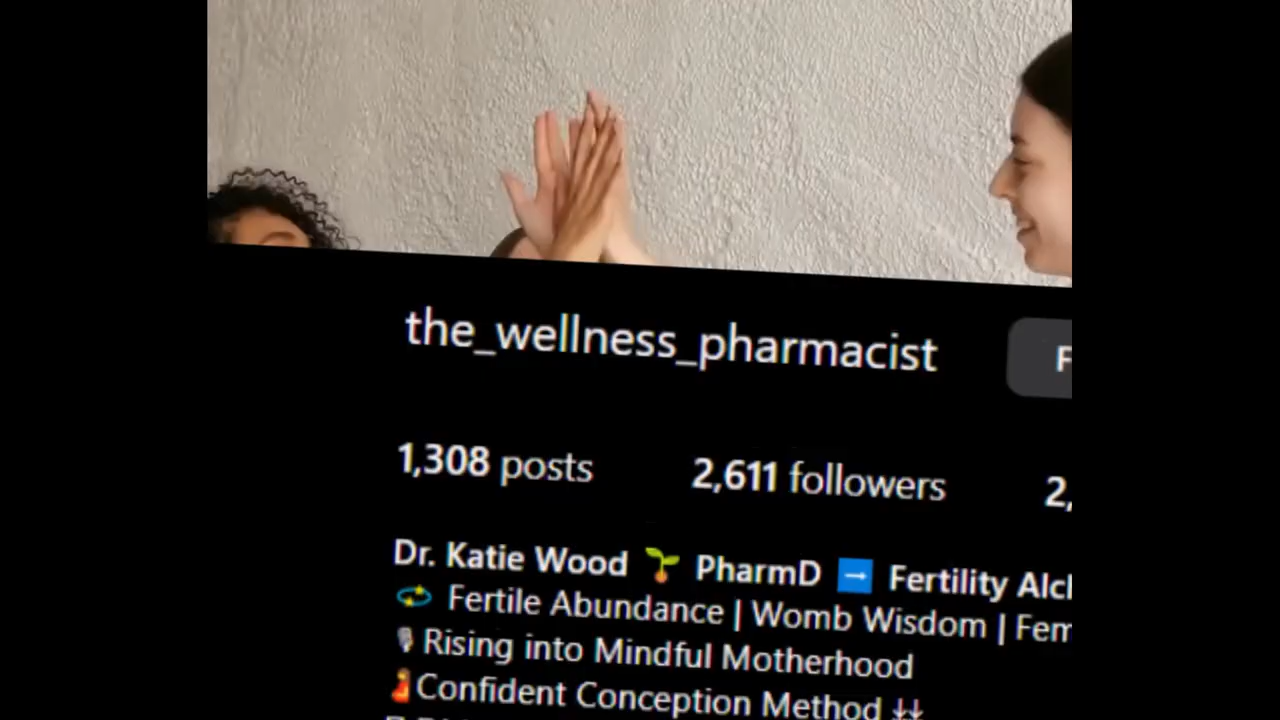 the_wellness_pharmacist
1,308 posts 2,611 followers
Dr. Katie Wood 🌱 PharmD ➡️ Fertility
💫 Fertile Abundance | Womb Wisdom |
🎙️ Rising into Mindful Motherhood
🫄 Confident Conception Method ⇊